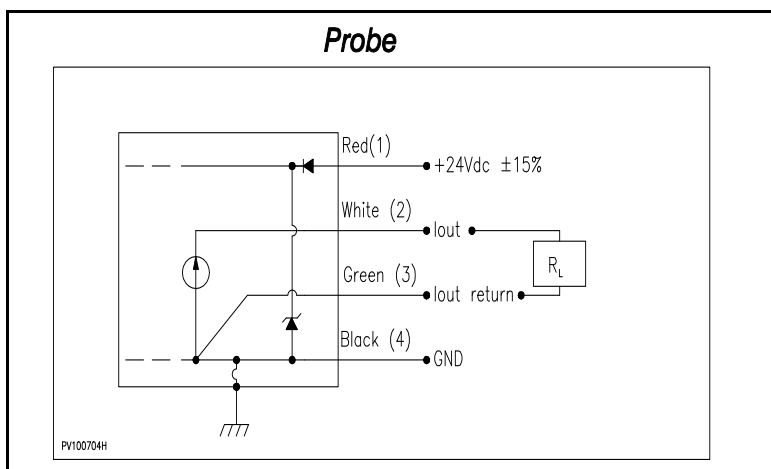 Probe
Red(1)
+24Vdc ±15%
White (2)
Iout
RL
Green (3)
Iout return
Black (4)
GND
PV100704H